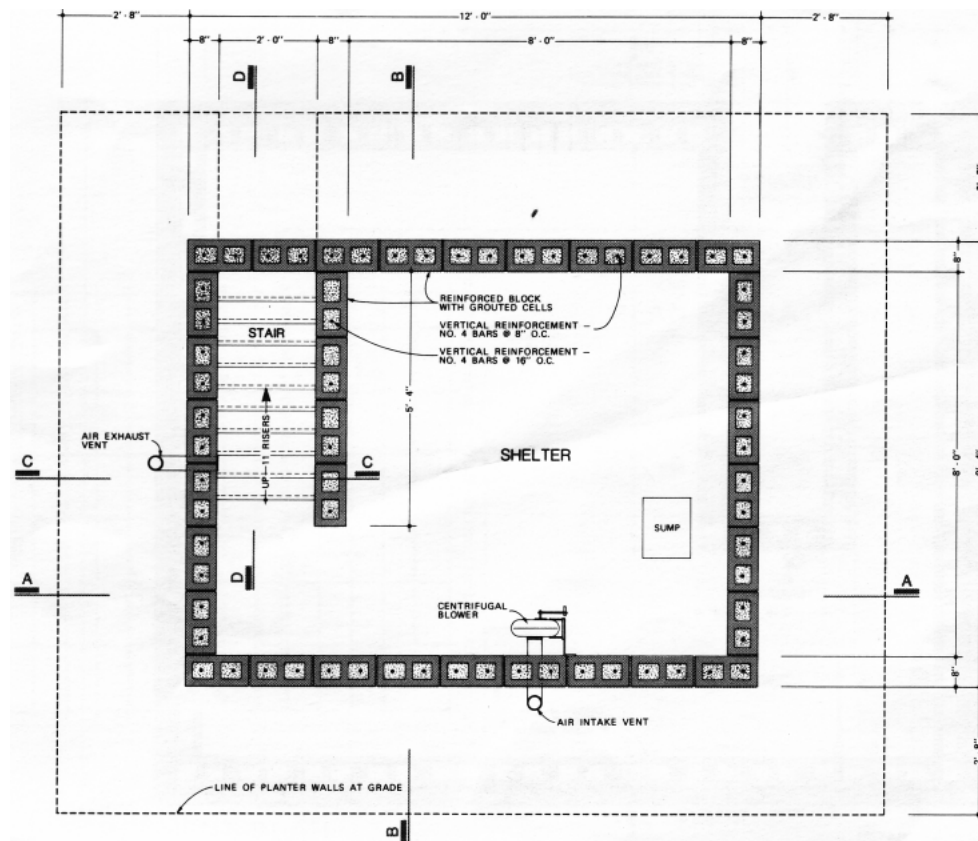 2' - 8"
12' - 0"
2' - 8"
8"
2' - 0"
8"
8' - 0"
8"
D
B
8"
REINFORCED BLOCK
WITH GROUTED CELLS
STAIR
VERTICAL REINFORCEMENT –
NO. 4 BARS @ 8" O.C.
VERTICAL REINFORCEMENT –
NO. 4 BARS @ 16" O.C.
5' - 4"
UP – 11 RISERS
AIR EXHAUST
VENT
C
C
SHELTER
8' - 0"
SUMP
D
A
A
CENTRIFUGAL
BLOWER
8"
AIR INTAKE VENT
LINE OF PLANTER WALLS AT GRADE
B